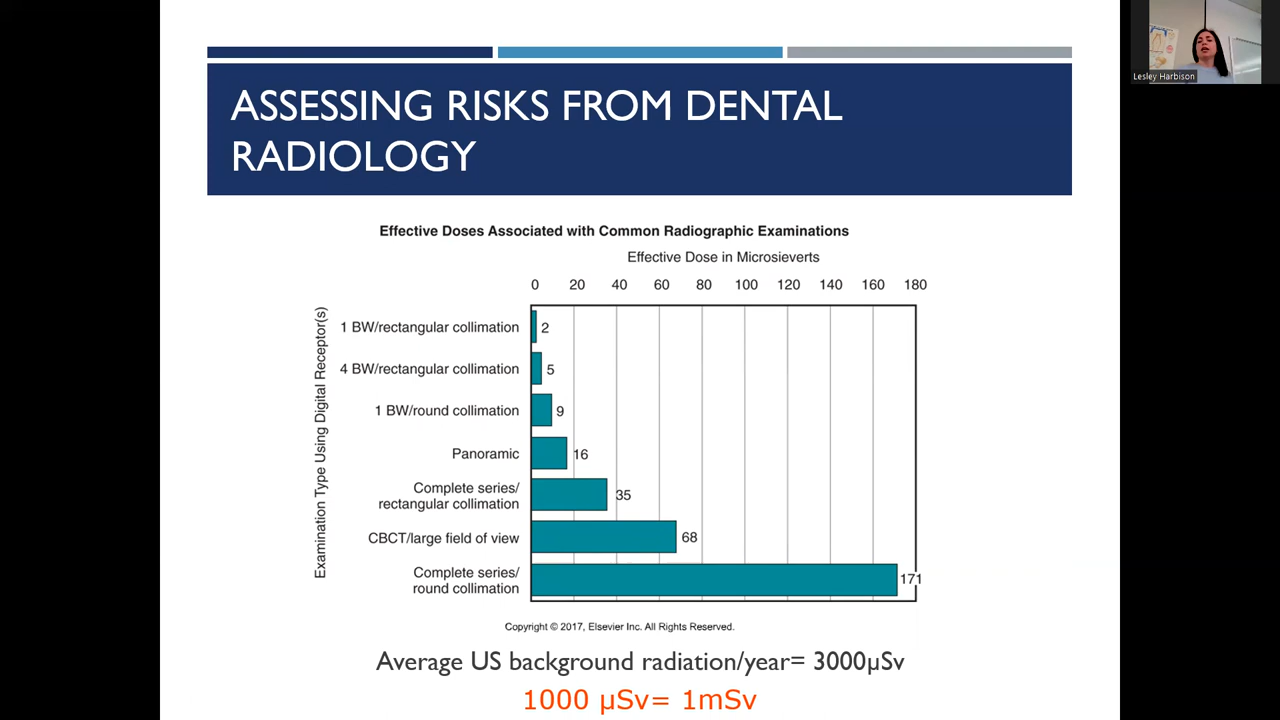 Lesley Harbison
ASSESSING RISKS FROM DENTAL
RADIOLOGY
Effective Doses Associated with Common Radiographic Examinations
Effective Dose in Microsieverts
0 20 40 60 80 100 120 140 160 180
Examination Type Using Digital Receptor(s)
1 BW/rectangular collimation 2
4 BW/rectangular collimation 5
1 BW/round collimation 9
Panoramic 16
Complete series/
rectangular collimation 35
CBCT/large field of view 68
Complete series/
round collimation 171
Copyright © 2017, Elsevier Inc. All Rights Reserved.
Average US background radiation/year= 3000µSv
1000 µSv= 1mSv